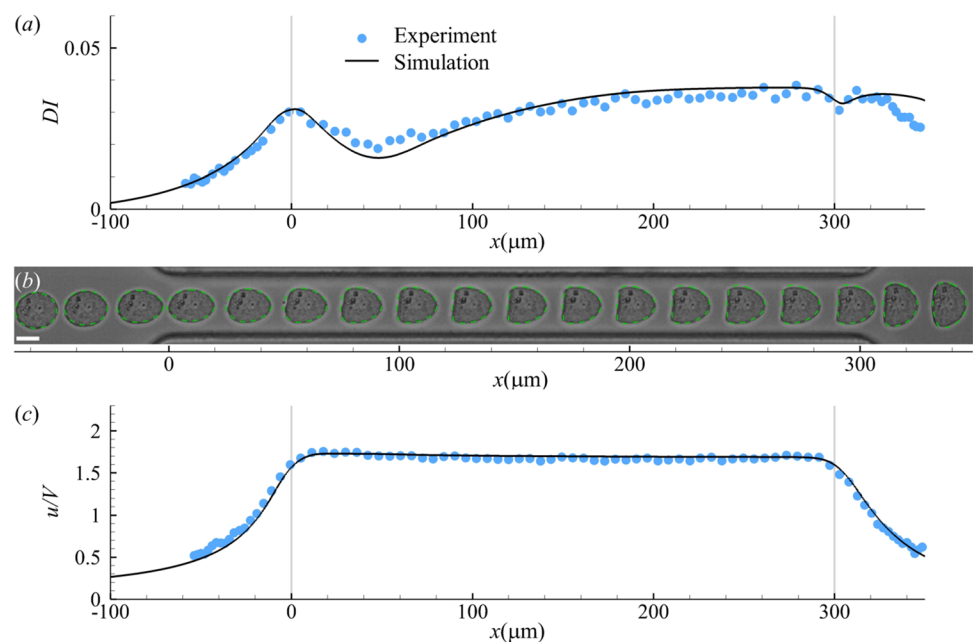 (a)
0.05
Experiment
Simulation
DI
0
-100 0 100 200 300
x(μm)
(b)
0 100 200 300
x(μm)
(c)
2
1.5
u/V
1
0.5
0
-100 0 100 200 300
x(μm)